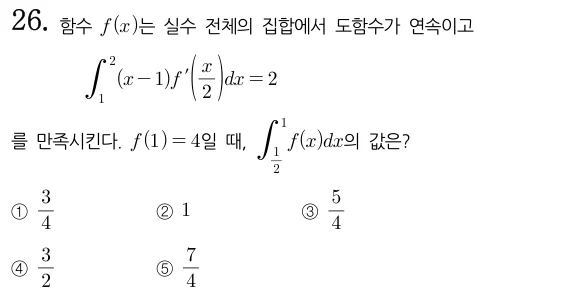 26. 함수 f(x)는 실수 전체의 집합에서 도함수가 연속이고
∫_1^2 (x−1)f′(x/2)dx = 2
를 만족시킨다. f(1) = 4일 때, ∫_{1/2}^1 f(x)dx의 값은?
① 3/4 ② 1 ③ 5/4
④ 3/2 ⑤ 7/4